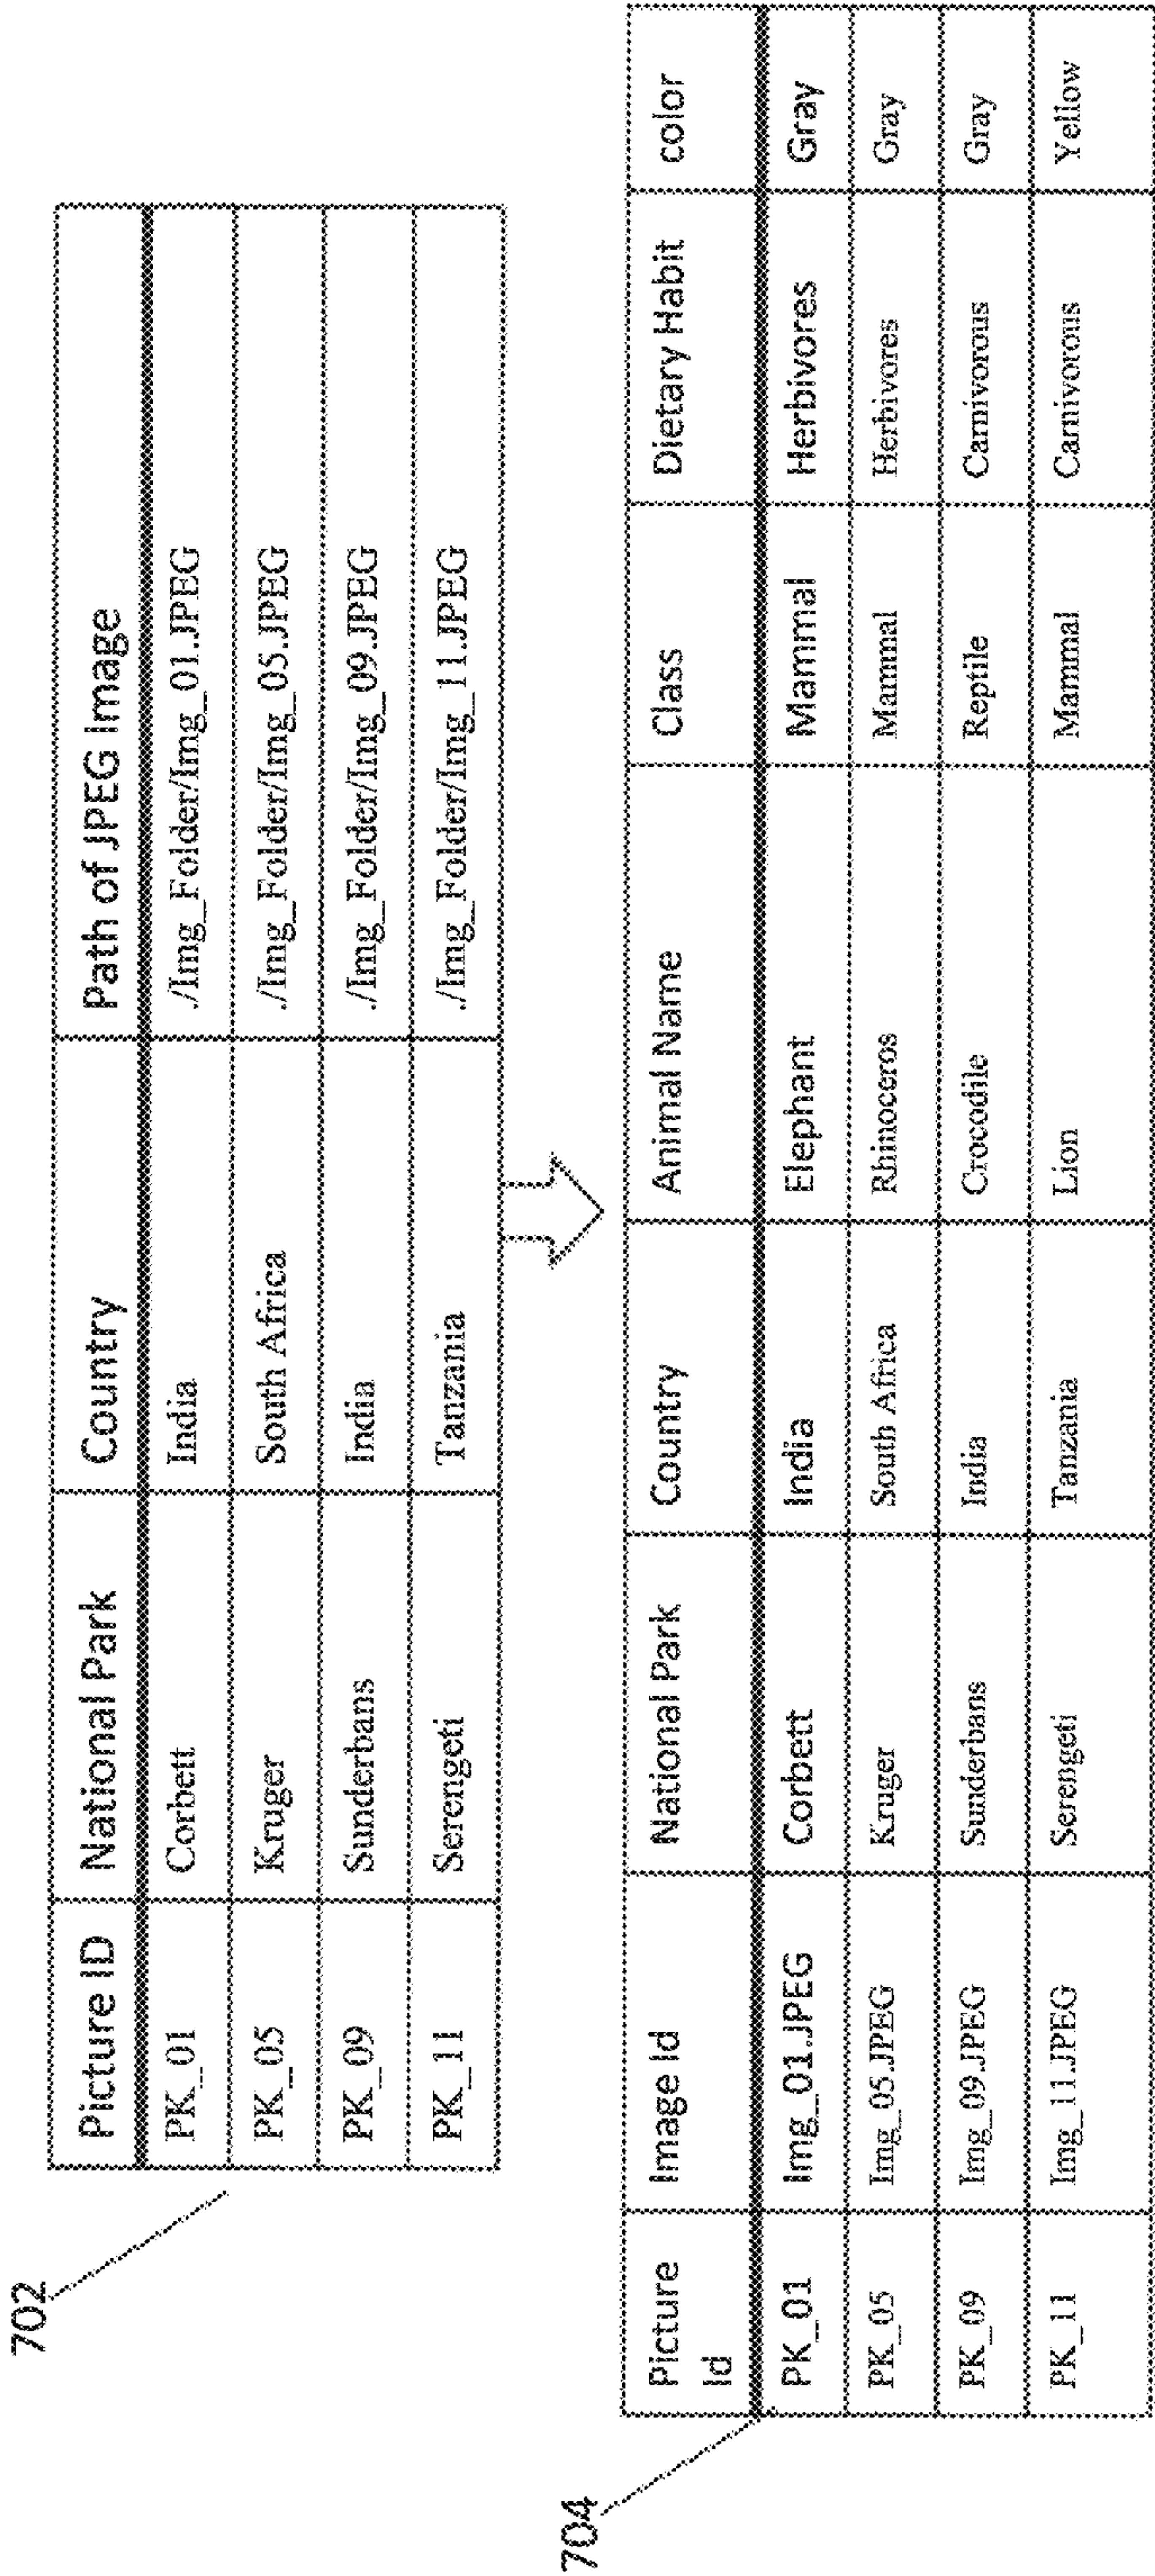 702
Picture ID National Park Country Path of JPEG Image
PK_01 Corbett India ./Img_Folder/Img_01.JPEG
PK_05 Kruger South Africa ./Img_Folder/Img_05.JPEG
PK_09 Sunderbans India ./Img_Folder/Img_09.JPEG
PK_11 Serengeti Tanzania ./Img_Folder/Img_11.JPEG
704
Picture Id Image Id National Park Country Animal Name Class Dietary Habit color
PK_01 Img_01.JPEG Corbett India Elephant Mammal Herbivores Gray
PK_05 Img_05.JPEG Kruger South Africa Rhinoceros Mammal Herbivores Gray
PK_09 Img_09.JPEG Sunderbans India Crocodile Reptile Carnivorous Gray
PK_11 Img_11.JPEG Serengeti Tanzania Lion Mammal Carnivorous Yellow